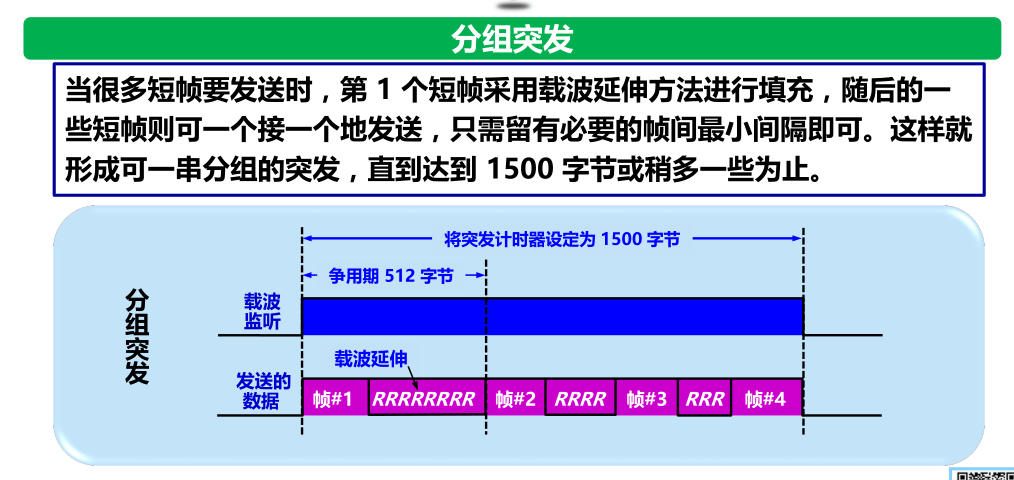 分组突发
当很多短帧要发送时，第 1 个短帧采用载波延伸方法进行填充，随后的一
些短帧则可一个接一个地发送，只需留有必要的帧间最小间隔即可。这样就
形成可一串分组的突发，直到达到 1500 字节或稍多一些为止。
将突发计时器设定为 1500 字节
争用期 512 字节
分组突发
载波
监听
载波延伸
发送的
数据
帧#1 RRRRRRRR 帧#2 RRRR 帧#3 RRR 帧#4